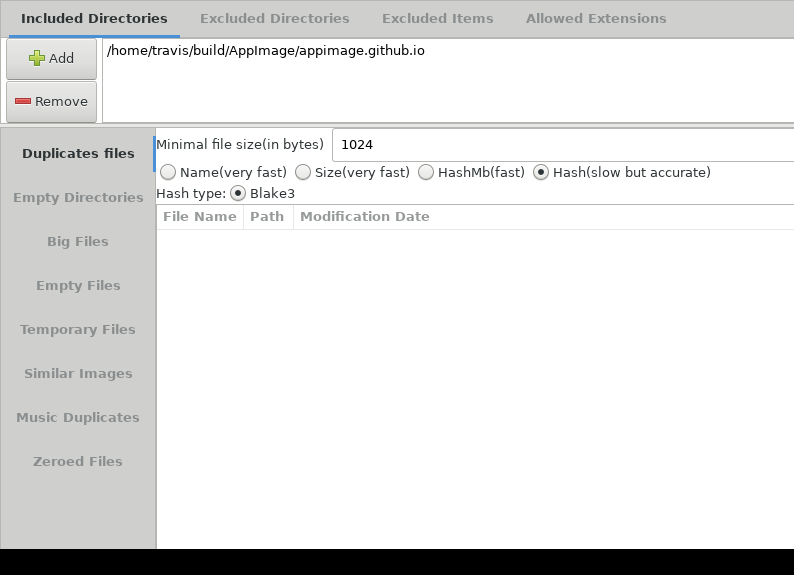 Included Directories Excluded Directories Excluded Items Allowed Extensions
Add
/home/travis/build/AppImage/appimage.github.io
Remove
Duplicates files
Empty Directories
Big Files
Empty Files
Temporary Files
Similar Images
Music Duplicates
Zeroed Files
Minimal file size(in bytes) 1024
Name(very fast) Size(very fast) HashMb(fast) Hash(slow but accurate)
Hash type: Blake3
File Name Path Modification Date